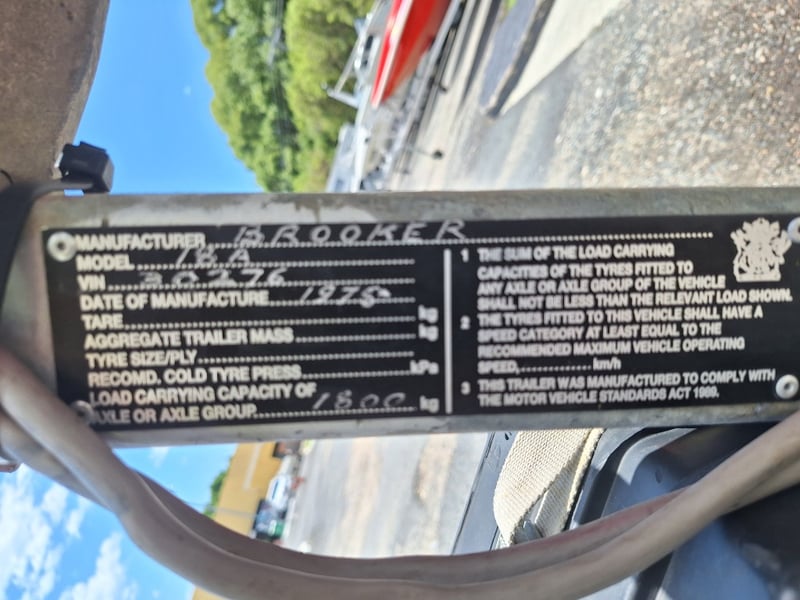 MANUFACTURER BROOKER
MODEL 18A
VIN 30276
DATE OF MANUFACTURE
TARE kg
AGGREGATE TRAILER MASS kg
TYRE SIZE/PLY
RECOMD. COLD TYRE PRESS kPa
LOAD CARRYING CAPACITY OF
AXLE OR AXLE GROUP 1800 kg
1 THE SUM OF THE LOAD CARRYING
CAPACITIES OF THE TYRES FITTED TO
ANY AXLE OR AXLE GROUP OF THE VEHICLE
SHALL NOT BE LESS THAN THE RELEVANT LOAD SHOWN.
2 THE TYRES FITTED TO THIS VEHICLE SHALL HAVE A
SPEED CATEGORY AT LEAST EQUAL TO THE
RECOMMENDED MAXIMUM VEHICLE OPERATING
SPEED, km/h
3 THIS TRAILER WAS MANUFACTURED TO COMPLY WITH
THE MOTOR VEHICLE STANDARDS ACT 1989.